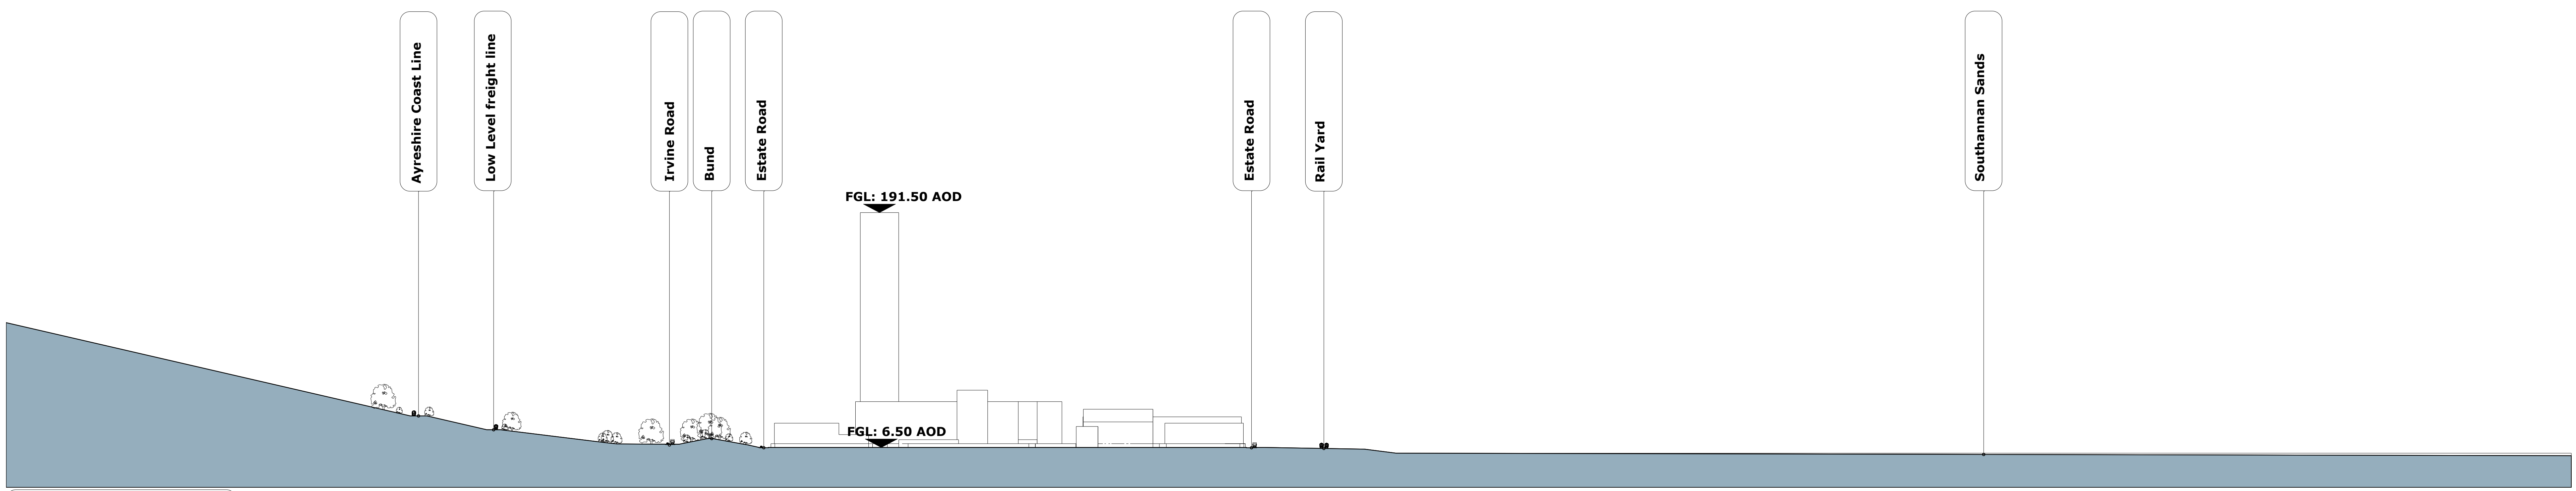 Ayreshire Coast Line
Low Level freight line
Irvine Road
Bund
Estate Road
FGL: 191.50 AOD
FGL: 6.50 AOD
Estate Road
Rail Yard
Southannan Sands